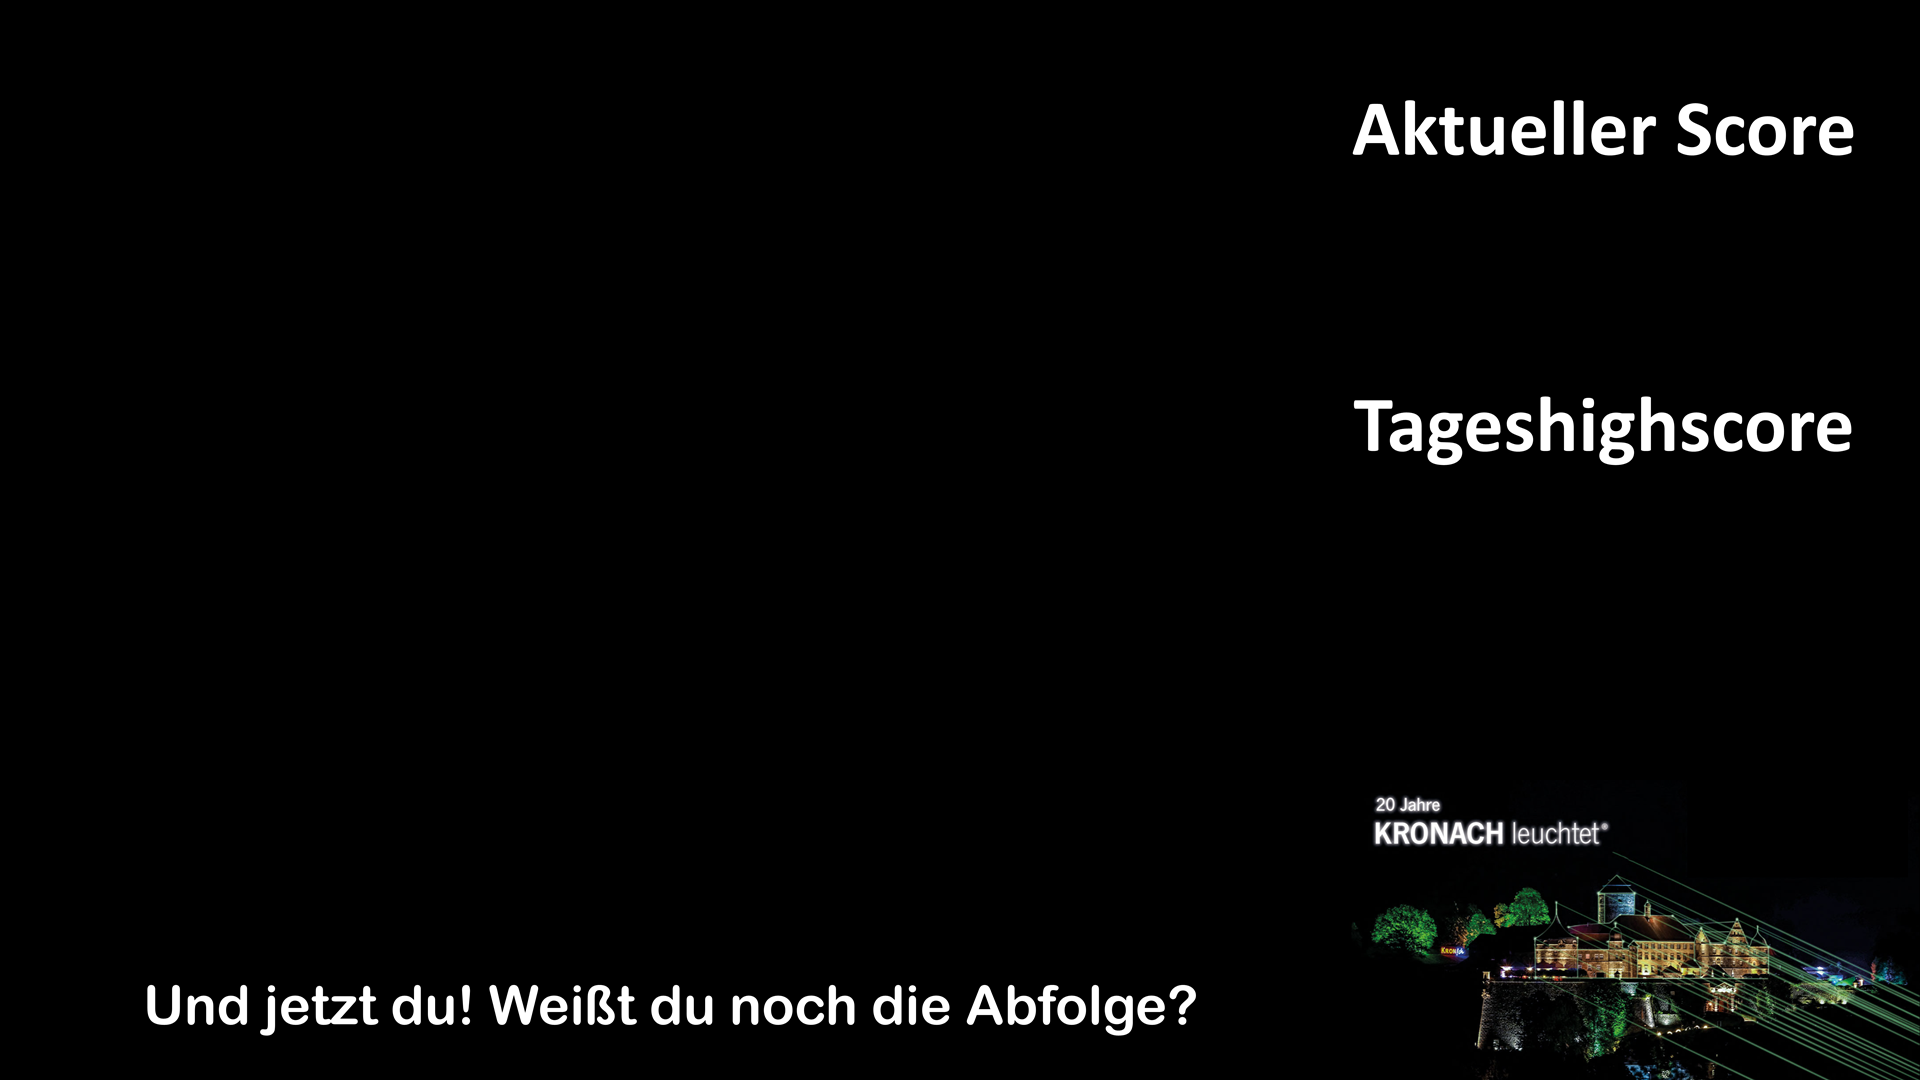 Aktueller Score
Tageshighscore
20 Jahre
KRONACH leuchtet®
Und jetzt du! Weißt du noch die Abfolge?